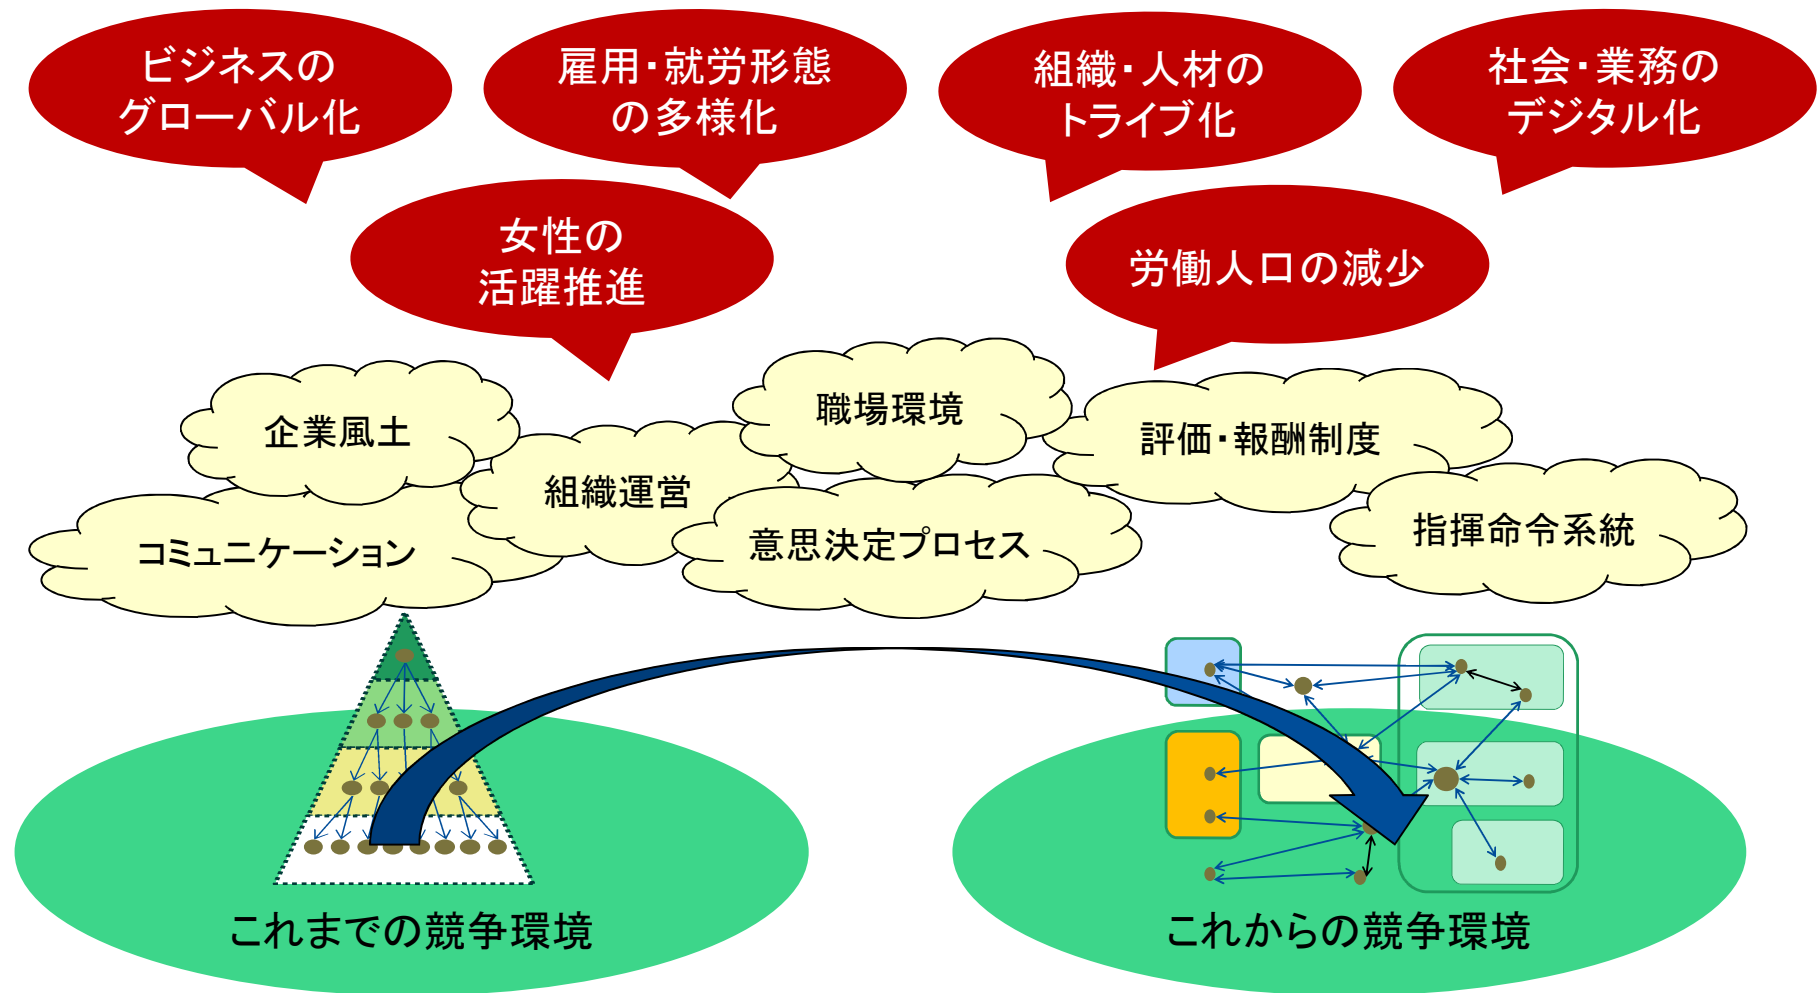 ビジネスの
グローバル化
雇用・就労形態
の多様化
組織・人材の
トライブ化
社会・業務の
デジタル化
女性の
活躍推進
労働人口の減少
企業風土
職場環境
評価・報酬制度
組織運営
コミュニケーション
意思決定プロセス
指揮命令系統
これまでの競争環境
これからの競争環境